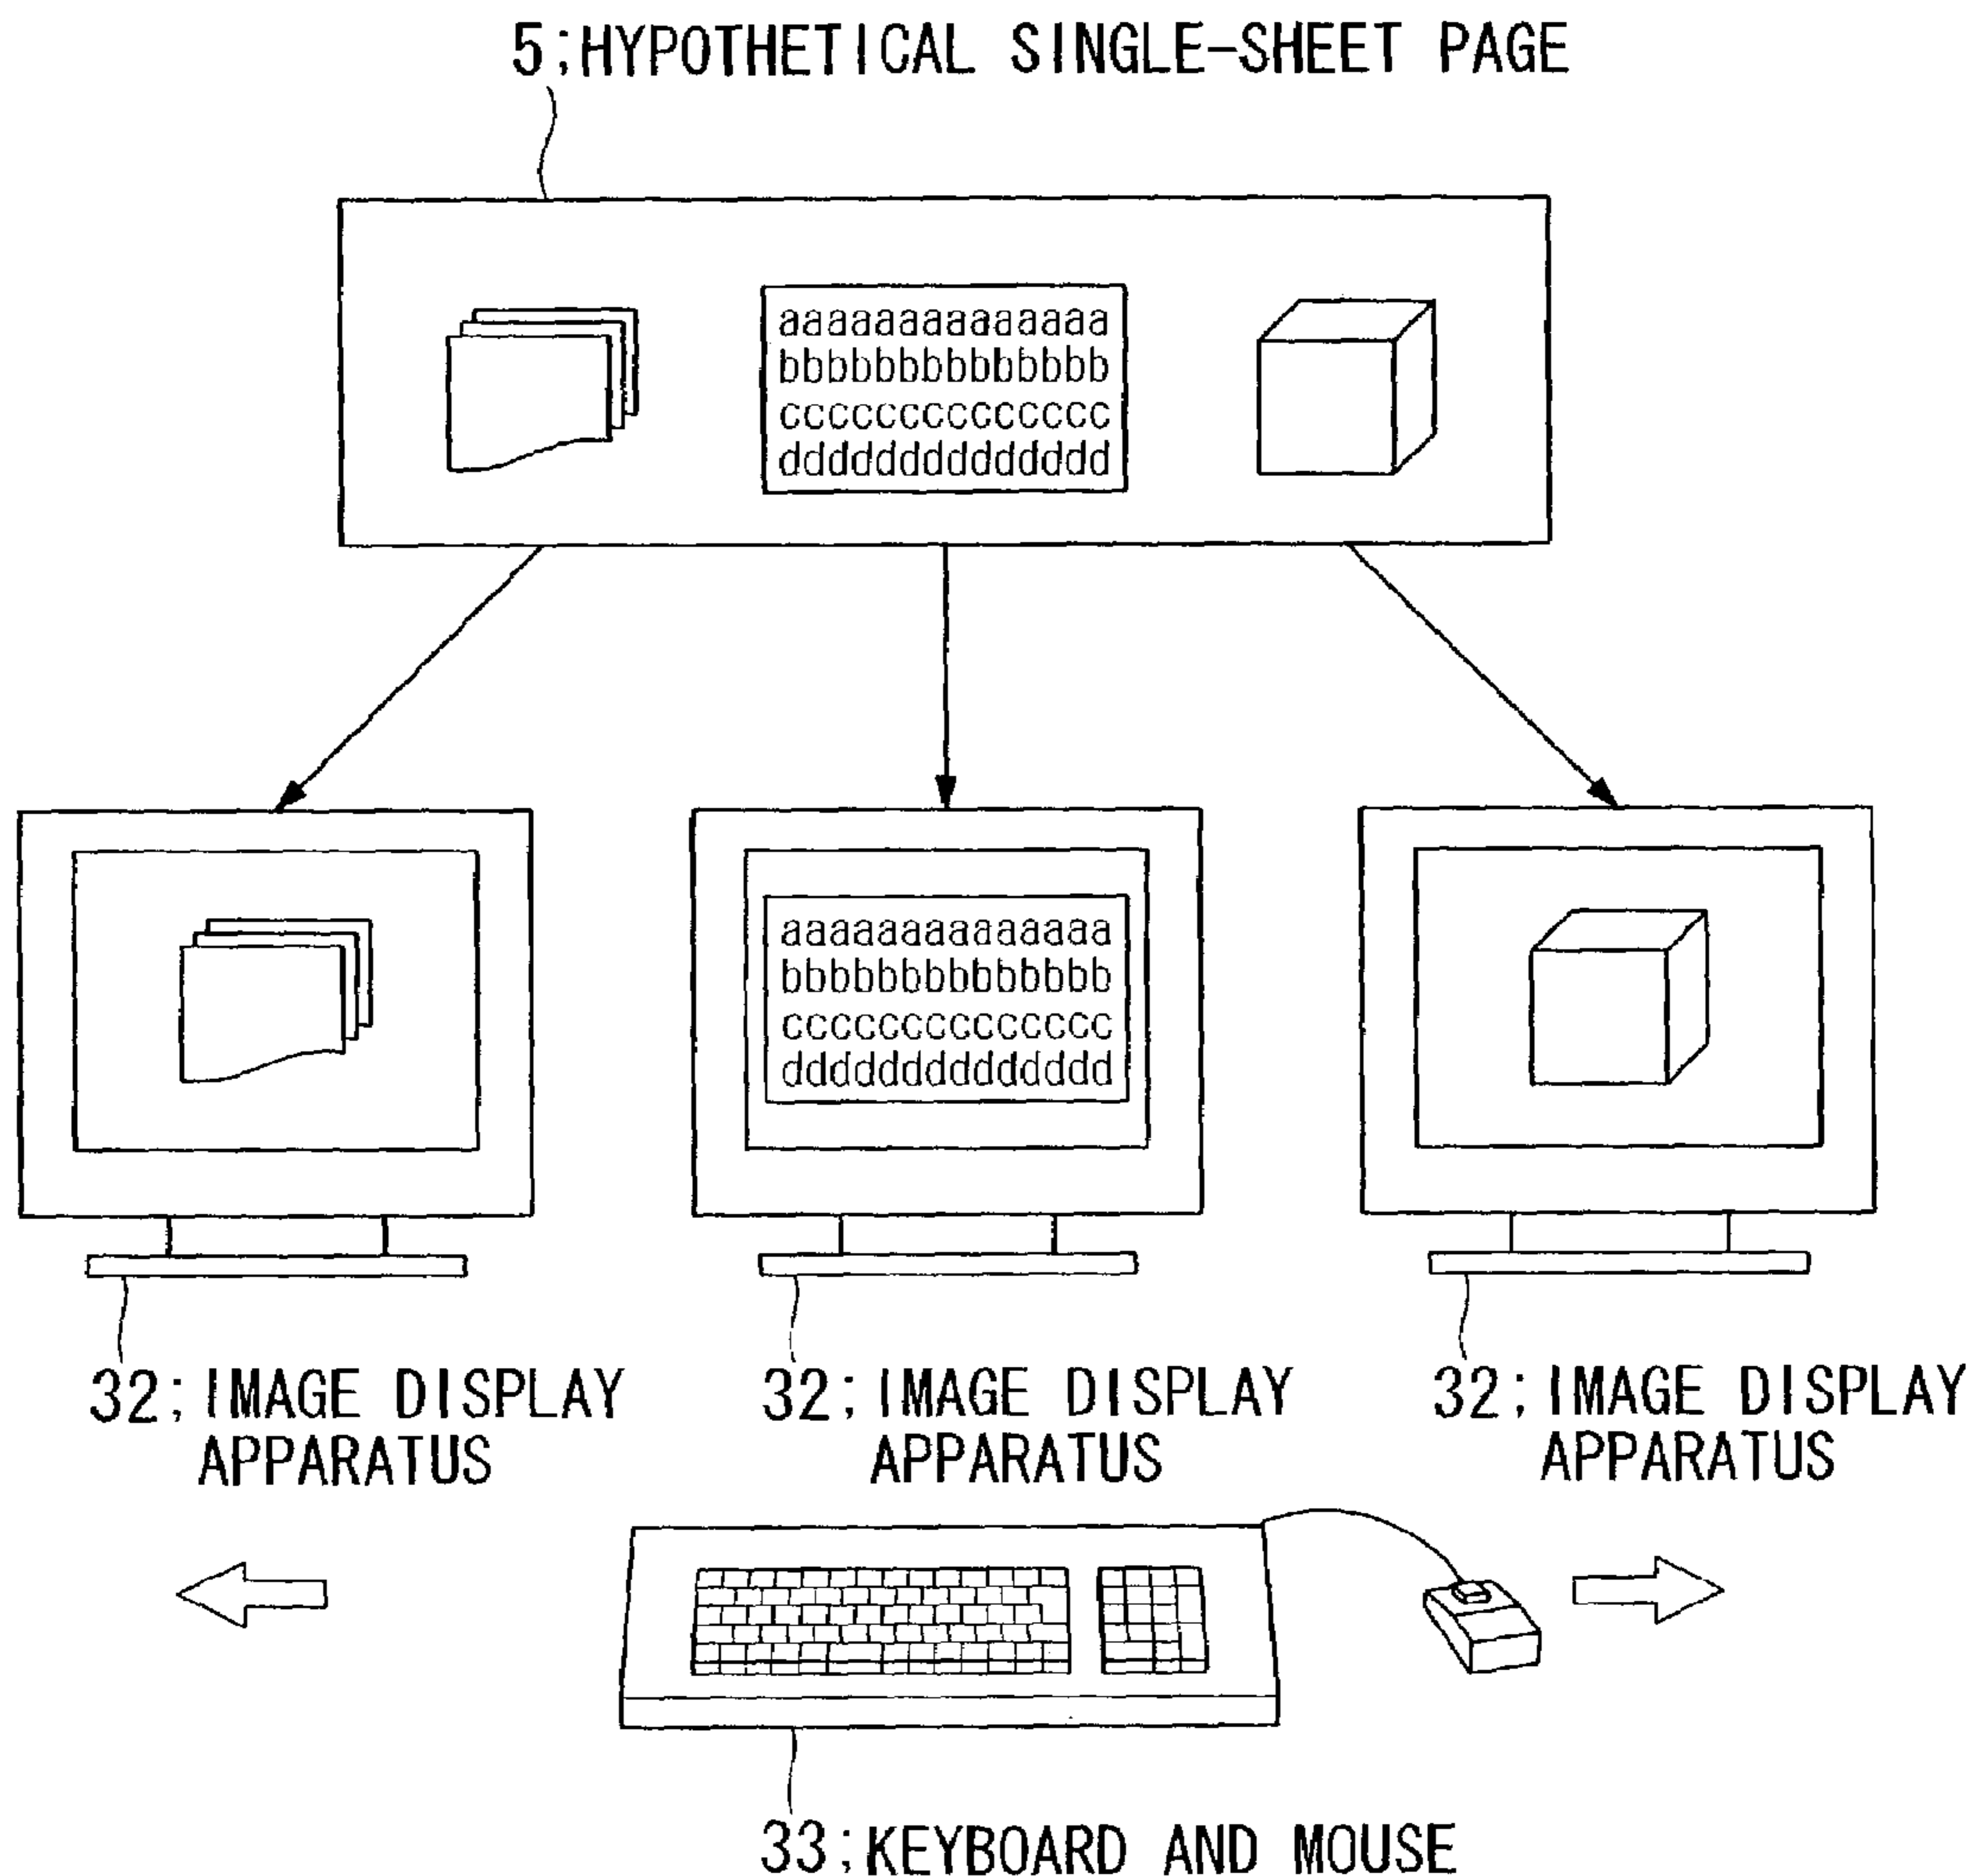 5;HYPOTHETICAL SINGLE-SHEET PAGE
aaaaaaaaaaaaaa
bbbbbbbbbbbbbb
cccccccccccccc
dddddddddddddd
aaaaaaaaaaaaaa
bbbbbbbbbbbbbb
cccccccccccccc
dddddddddddddd
32;IMAGE DISPLAY
APPARATUS
32;IMAGE DISPLAY
APPARATUS
32;IMAGE DISPLAY
APPARATUS
33;KEYBOARD AND MOUSE